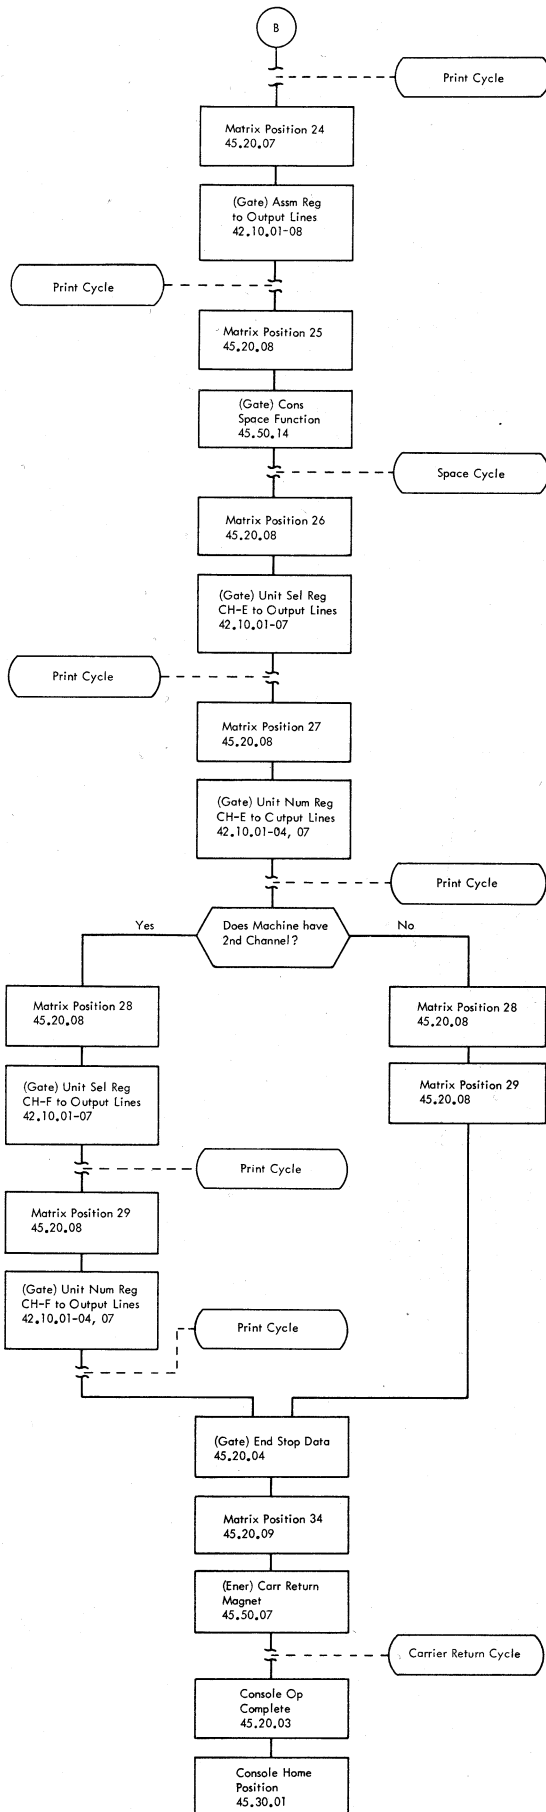 B
Print Cycle
Matrix Position 24
45.20.07
(Gate) Assm Reg
to Output Lines
42.10.01-08
Print Cycle
Matrix Position 25
45.20.08
(Gate) Cons
Space Function
45.50.14
Space Cycle
Matrix Position 26
45.20.08
(Gate) Unit Sel Reg
CH-E to Output Lines
42.10.01-07
Print Cycle
Matrix Position 27
45.20.08
(Gate) Unit Num Reg
CH-E to Output Lines
42.10.01-04, 07
Print Cycle
Does Machine have
2nd Channel?
Yes
No
Matrix Position 28
45.20.08
Matrix Position 28
45.20.08
(Gate) Unit Sel Reg
CH-F to Output Lines
42.10.01-07
Matrix Position 29
45.20.08
Print Cycle
Matrix Position 29
45.20.08
(Gate) Unit Num Reg
CH-F to Output Lines
42.10.01-04, 07
Print Cycle
(Gate) End Stop Data
45.20.04
Matrix Position 34
45.20.09
(Ener) Carr Return
Magnet
45.50.07
Carrier Return Cycle
Console Op
Complete
45.20.03
Console Home
Position
45.30.01